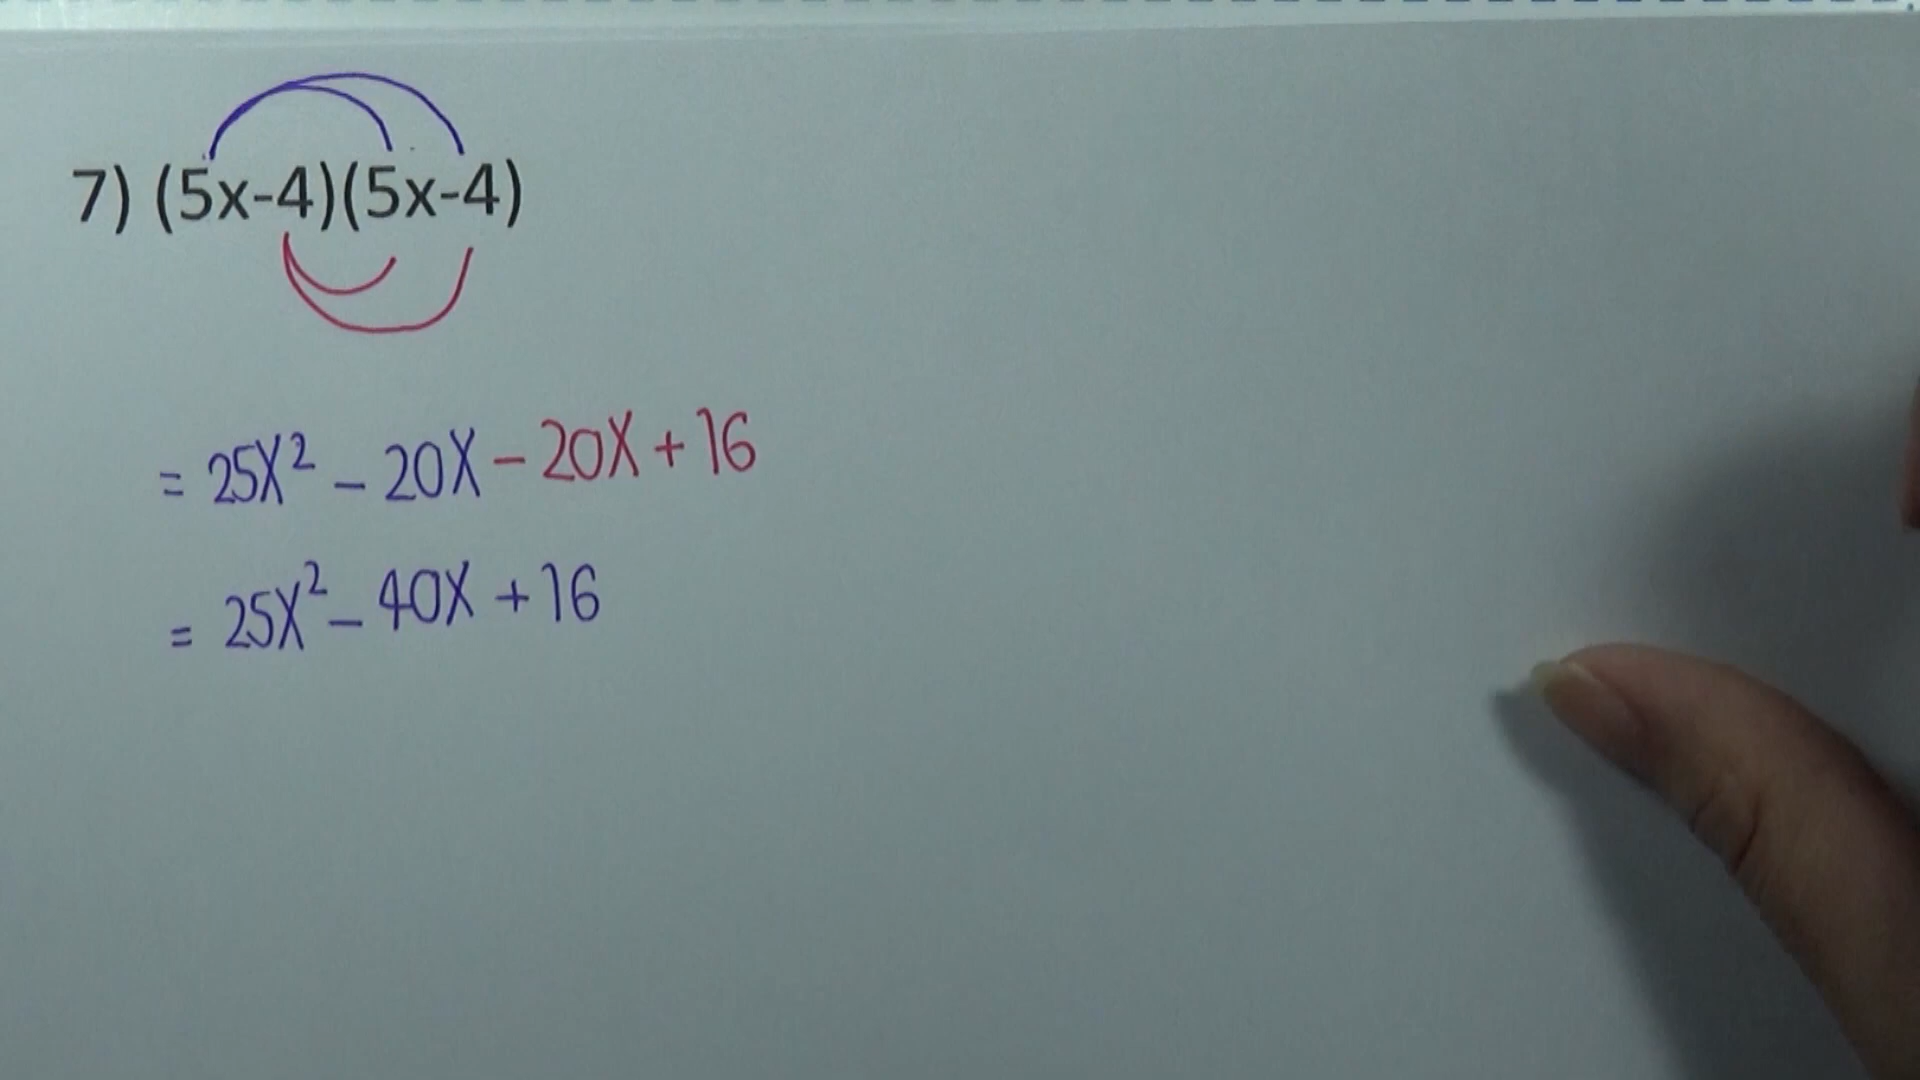 7) (5x-4)(5x-4)
= 25X² - 20X - 20X + 16
= 25X² - 40X + 16